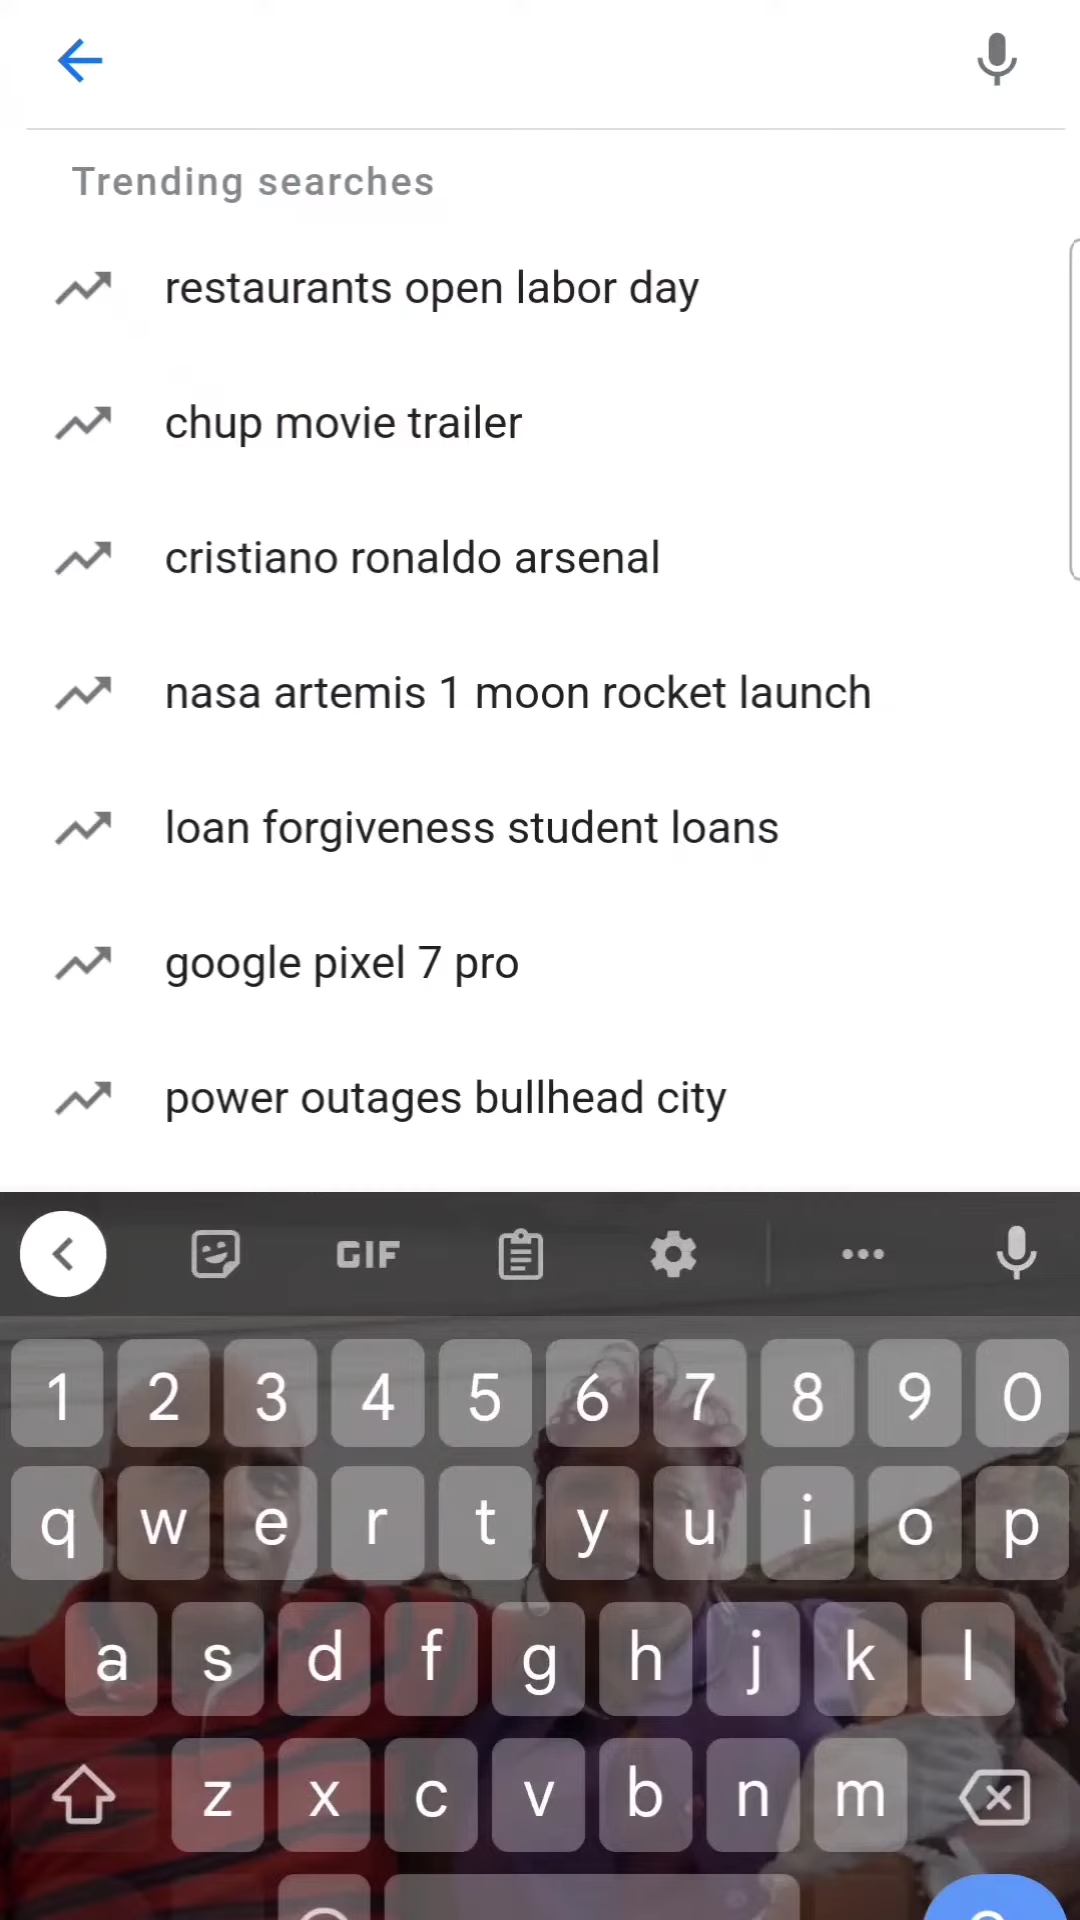 Trending searches
restaurants open labor day
chup movie trailer
cristiano ronaldo arsenal
nasa artemis 1 moon rocket launch
loan forgiveness student loans
google pixel 7 pro
power outages bullhead city
GIF
1 2 3 4 5 6 7 8 9 0
q w e r t y u i o p
a s d f g h j k l
z x c v b n m